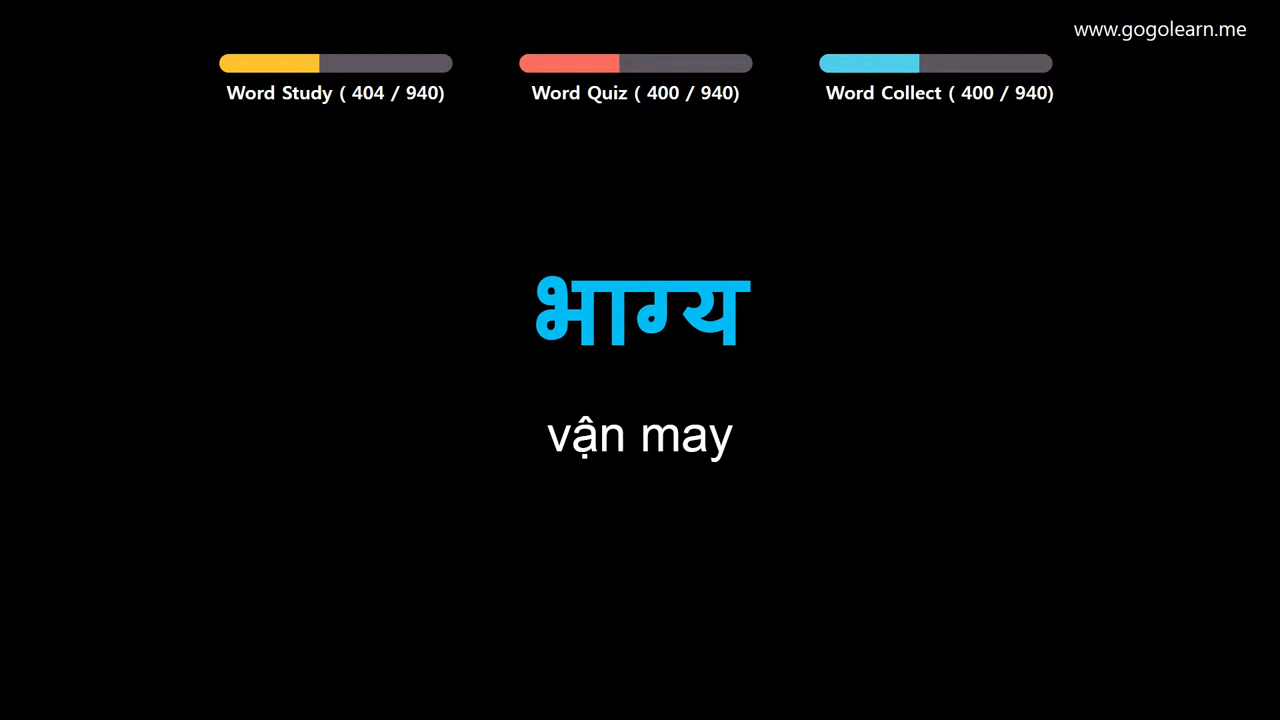 www.gogolearn.me
Word Study ( 404 / 940)
Word Quiz ( 400 / 940)
Word Collect ( 400 / 940)
भाग्य
vận may